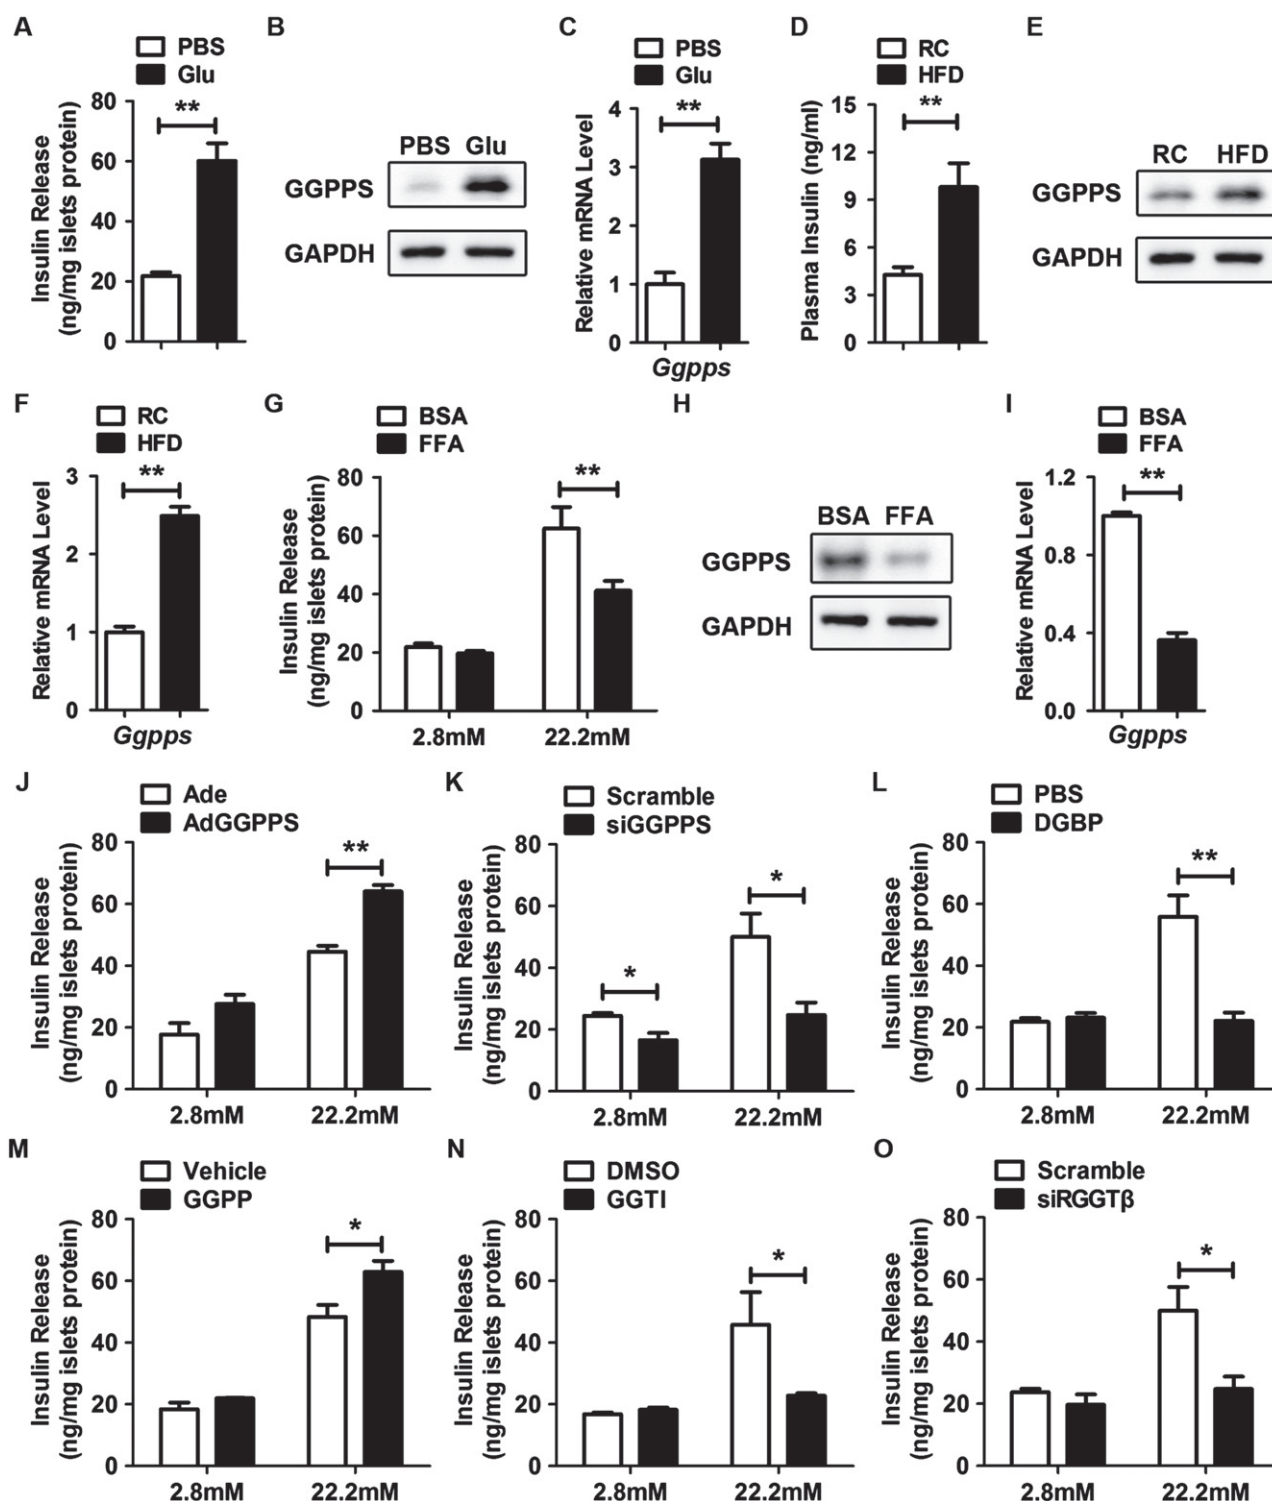 A
PBS
Glu
Insulin Release
(ng/mg islets protein)
80
60
40
20
0
**
B
PBS Glu
GGPPS
GAPDH
C
PBS
Glu
Relative mRNA Level
4
3
2
1
0
**
Ggpps
D
RC
HFD
Plasma Insulin (ng/ml)
15
12
9
6
3
0
**
E
RC HFD
GGPPS
GAPDH
F
RC
HFD
Relative mRNA Level
3
2
1
0
**
Ggpps
G
BSA
FFA
Insulin Release
(ng/mg islets protein)
80
60
40
20
0
**
2.8mM 22.2mM
H
BSA FFA
GGPPS
GAPDH
I
BSA
FFA
Relative mRNA Level
1.2
0.8
0.4
0.0
**
Ggpps
J
Ade
AdGGPPS
Insulin Release
(ng/mg islets protein)
80
60
40
20
0
**
2.8mM 22.2mM
K
Scramble
siGGPPS
Insulin Release
(ng/mg islets protein)
80
60
40
20
0
*
*
2.8mM 22.2mM
L
PBS
DGBP
Insulin Release
(ng/mg islets protein)
80
60
40
20
0
**
2.8mM 22.2mM
M
Vehicle
GGPP
Insulin Release
(ng/mg islets protein)
80
60
40
20
0
*
2.8mM 22.2mM
N
DMSO
GGTI
Insulin Release
(ng/mg islets protein)
80
60
40
20
0
*
2.8mM 22.2mM
O
Scramble
siRGGTβ
Insulin Release
(ng/mg islets protein)
80
60
40
20
0
*
2.8mM 22.2mM